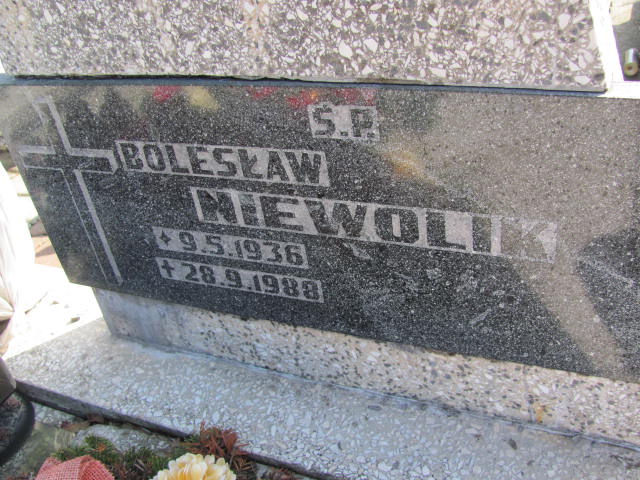 Ś.P.
BOLESŁAW
NIEWOLIK
+ 9.5.1936
+ 28.9.1988